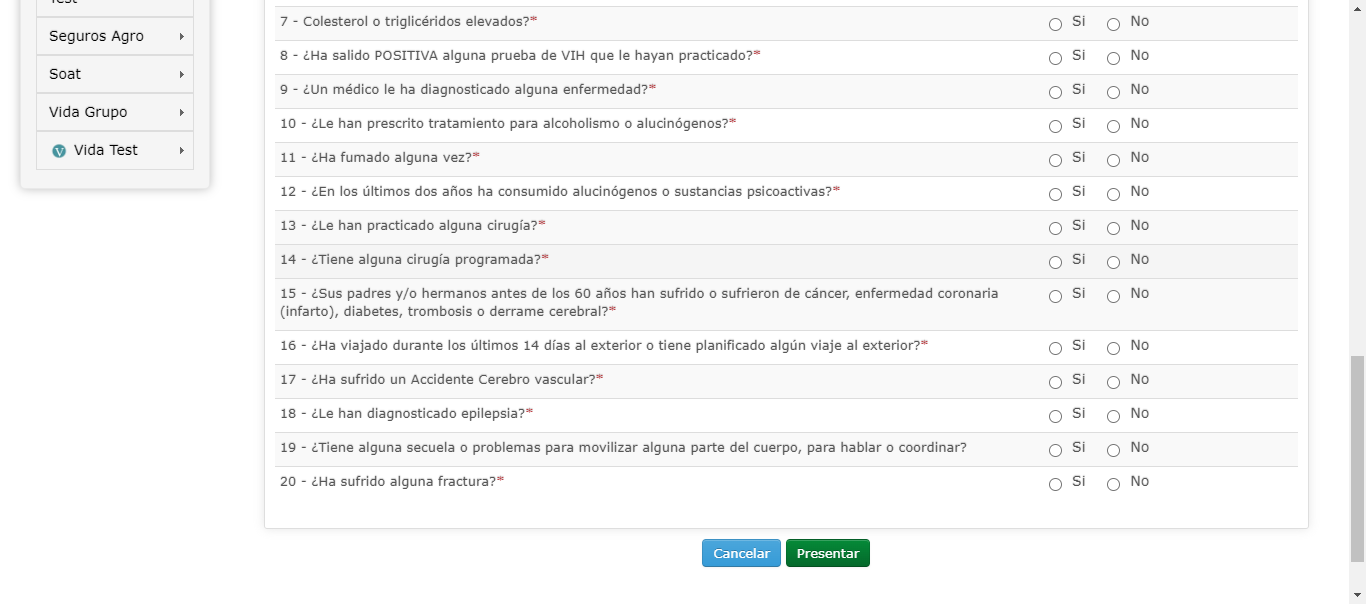 Test
Seguros Agro
Soat
Vida Grupo
V Vida Test
7 - Colesterol o triglicéridos elevados?* Si No
8 - ¿Ha salido POSITIVA alguna prueba de VIH que le hayan practicado?* Si No
9 - ¿Un médico le ha diagnosticado alguna enfermedad?* Si No
10 - ¿Le han prescrito tratamiento para alcoholismo o alucinógenos?* Si No
11 - ¿Ha fumado alguna vez?* Si No
12 - ¿En los últimos dos años ha consumido alucinógenos o sustancias psicoactivas?* Si No
13 - ¿Le han practicado alguna cirugía?* Si No
14 - ¿Tiene alguna cirugía programada?* Si No
15 - ¿Sus padres y/o hermanos antes de los 60 años han sufrido o sufrieron de cáncer, enfermedad coronaria Si No
(infarto), diabetes, trombosis o derrame cerebral?*
16 - ¿Ha viajado durante los últimos 14 días al exterior o tiene planificado algún viaje al exterior?* Si No
17 - ¿Ha sufrido un Accidente Cerebro vascular?* Si No
18 - ¿Le han diagnosticado epilepsia?* Si No
19 - ¿Tiene alguna secuela o problemas para movilizar alguna parte del cuerpo, para hablar o coordinar? Si No
20 - ¿Ha sufrido alguna fractura?* Si No
Cancelar Presentar